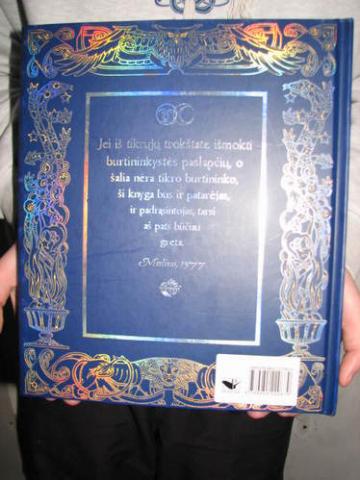 Jei iš tikrųjų trokštate išmokti
burtininkystės paslapčių, o
šalia nėra tikro burtininko,
ši knyga bus ir patarėjas,
ir padrąsintojas, tarsi
aš pats būčiau
greta.
Merlinas, 1577